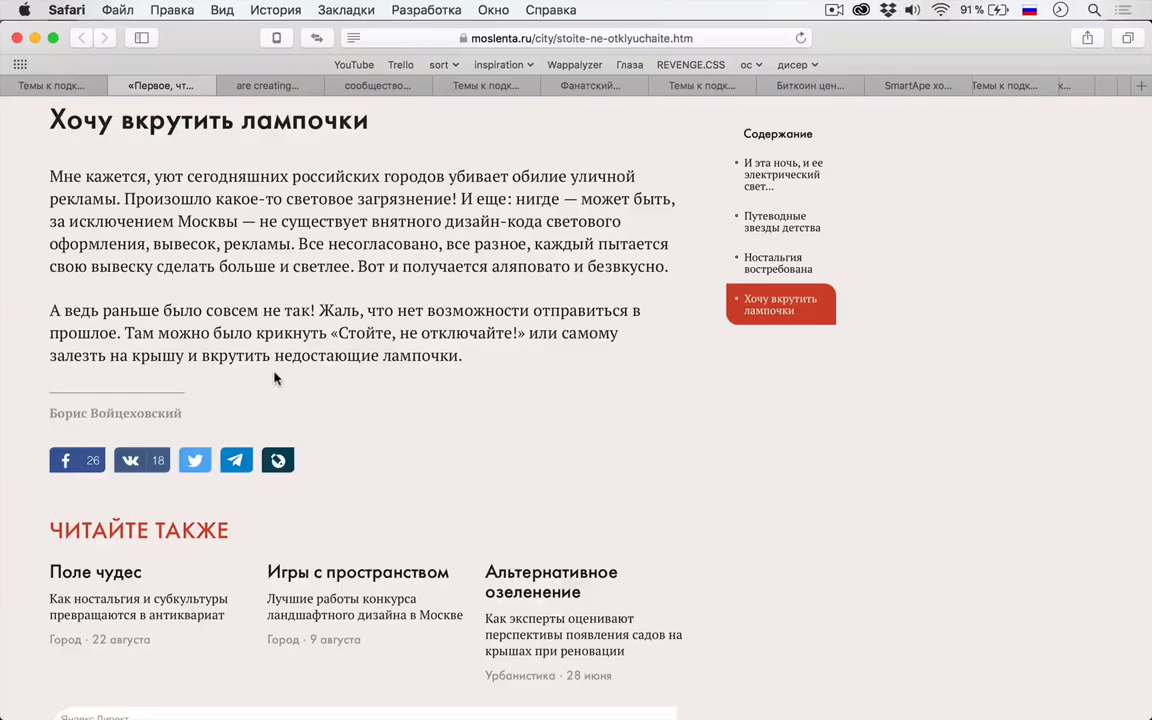 Safari Файл Правка Вид История Закладки Разработка Окно Справка 91 %
moslenta.ru/city/stoite-ne-otklyuchaite.htm
YouTube Trello sort inspiration Wappalyzer Глаза REVENGE.CSS ос дисер
Темы к подк... «Первое, чт... are creating... сообщество... Темы к подк... Фанатский... Темы к подк... Биткоин цен... SmartApe хо... Темы к подк... к...
Хочу вкрутить лампочки
Мне кажется, уют сегодняшних российских городов убивает обилие уличной
рекламы. Произошло какое-то световое загрязнение! И еще: нигде — может быть,
за исключением Москвы — не существует внятного дизайн-кода светового
оформления, вывесок, рекламы. Все несогласовано, все разное, каждый пытается
свою вывеску сделать больше и светлее. Вот и получается аляповато и безвкусно.
А ведь раньше было совсем не так! Жаль, что нет возможности отправиться в
прошлое. Там можно было крикнуть «Стойте, не отключайте!» или самому
залезть на крышу и вкрутить недостающие лампочки.
Борис Войцеховский
26 18
ЧИТАЙТЕ ТАКЖЕ
Поле чудес
Как ностальгия и субкультуры
превращаются в антиквариат
Город · 22 августа
Игры с пространством
Лучшие работы конкурса
ландшафтного дизайна в Москве
Город · 9 августа
Альтернативное
озеленение
Как эксперты оценивают
перспективы появления садов на
крышах при реновации
Урбанистика · 28 июня
Яндекс.Директ
Содержание
И эта ночь, и ее
электрический
свет...
Путеводные
звезды детства
Ностальгия
востребована
Хочу вкрутить
лампочки